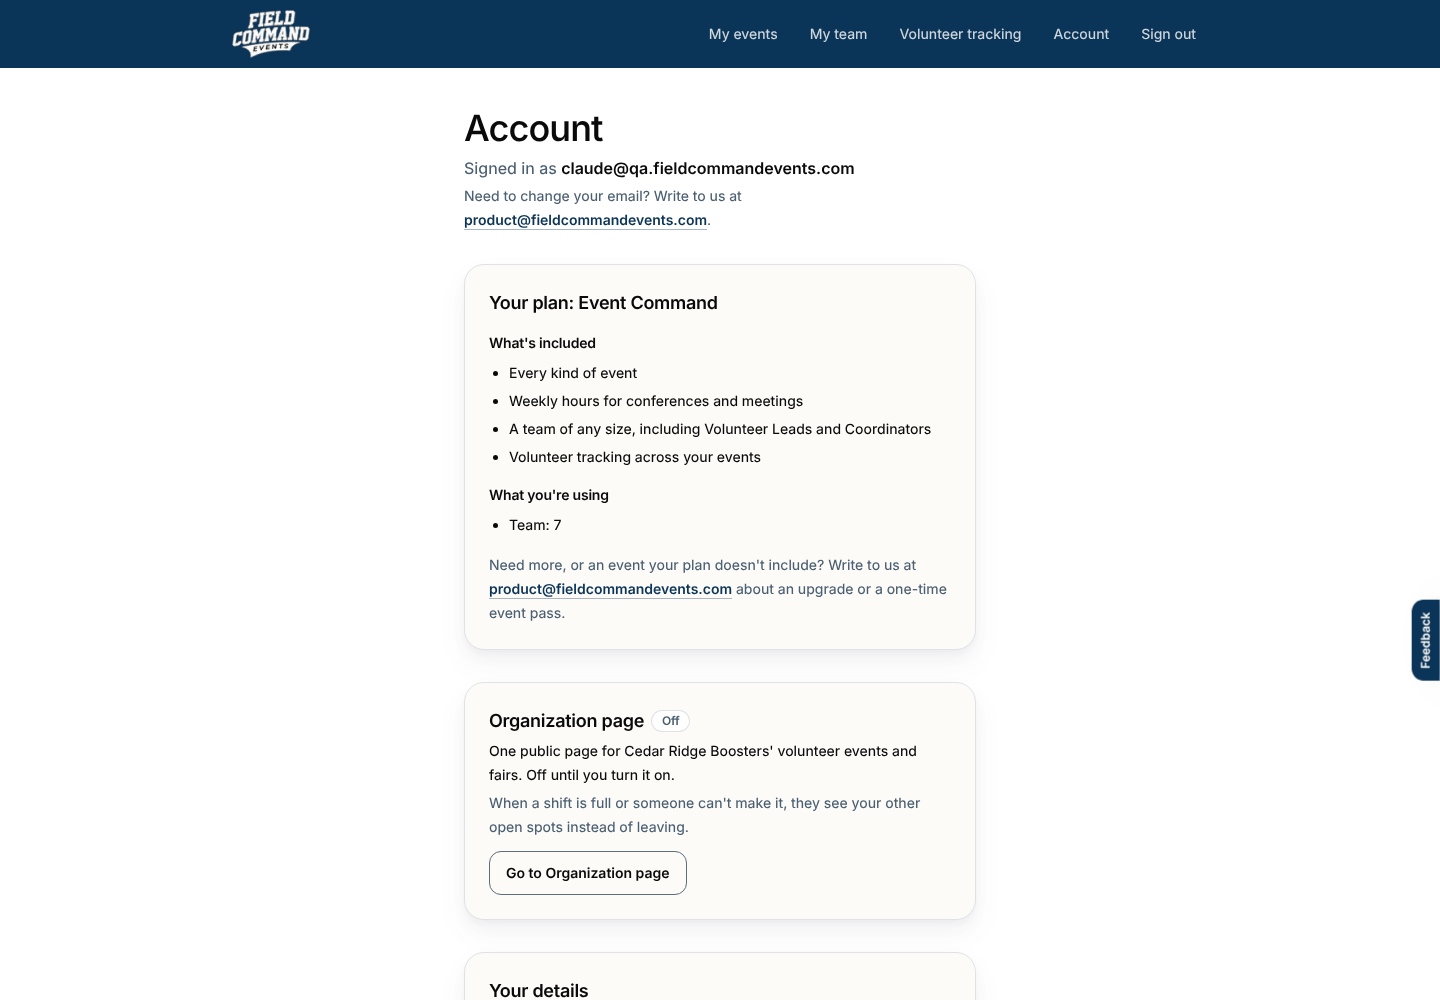 FIELD
COMMAND
EVENTS
My events
My team
Volunteer tracking
Account
Sign out
Account
Signed in as claude@qa.fieldcommandevents.com
Need to change your email? Write to us at
product@fieldcommandevents.com.
Your plan: Event Command
What's included
Every kind of event
Weekly hours for conferences and meetings
A team of any size, including Volunteer Leads and Coordinators
Volunteer tracking across your events
What you're using
Team: 7
Need more, or an event your plan doesn't include? Write to us at
product@fieldcommandevents.com about an upgrade or a one-time
event pass.
Feedback
Organization page Off
One public page for Cedar Ridge Boosters' volunteer events and
fairs. Off until you turn it on.
When a shift is full or someone can't make it, they see your other
open spots instead of leaving.
Go to Organization page
Your details